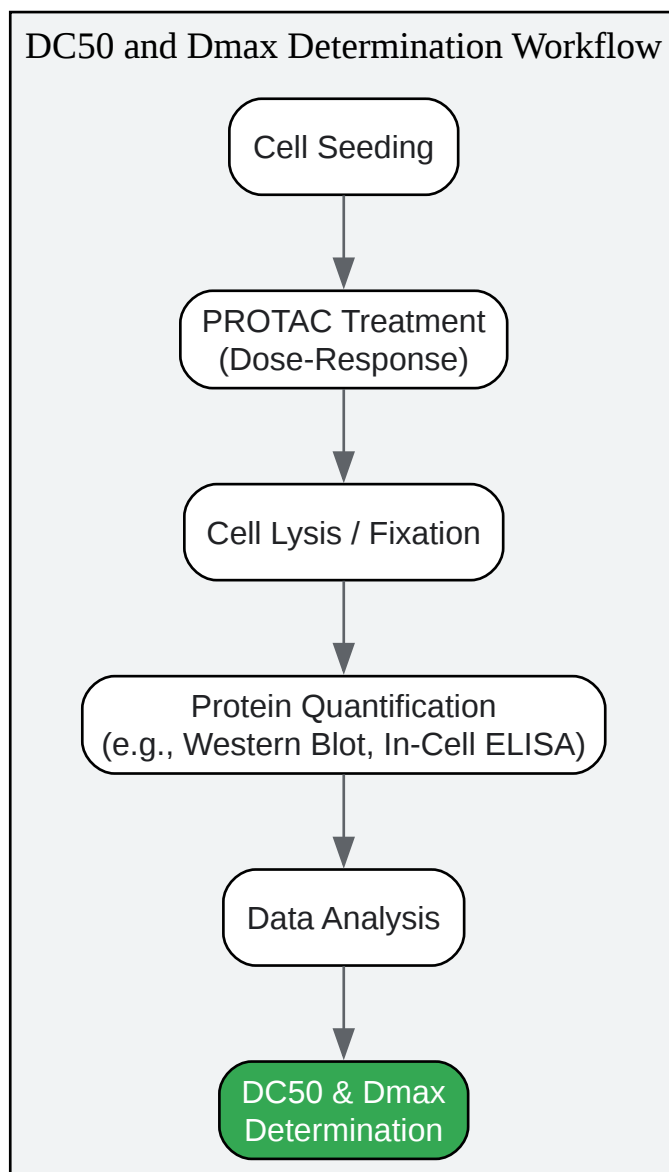 DC50 and Dmax Determination Workflow
Cell Seeding
PROTAC Treatment
(Dose-Response)
Cell Lysis / Fixation
Protein Quantification
(e.g., Western Blot, In-Cell ELISA)
Data Analysis
DC50 & Dmax
Determination